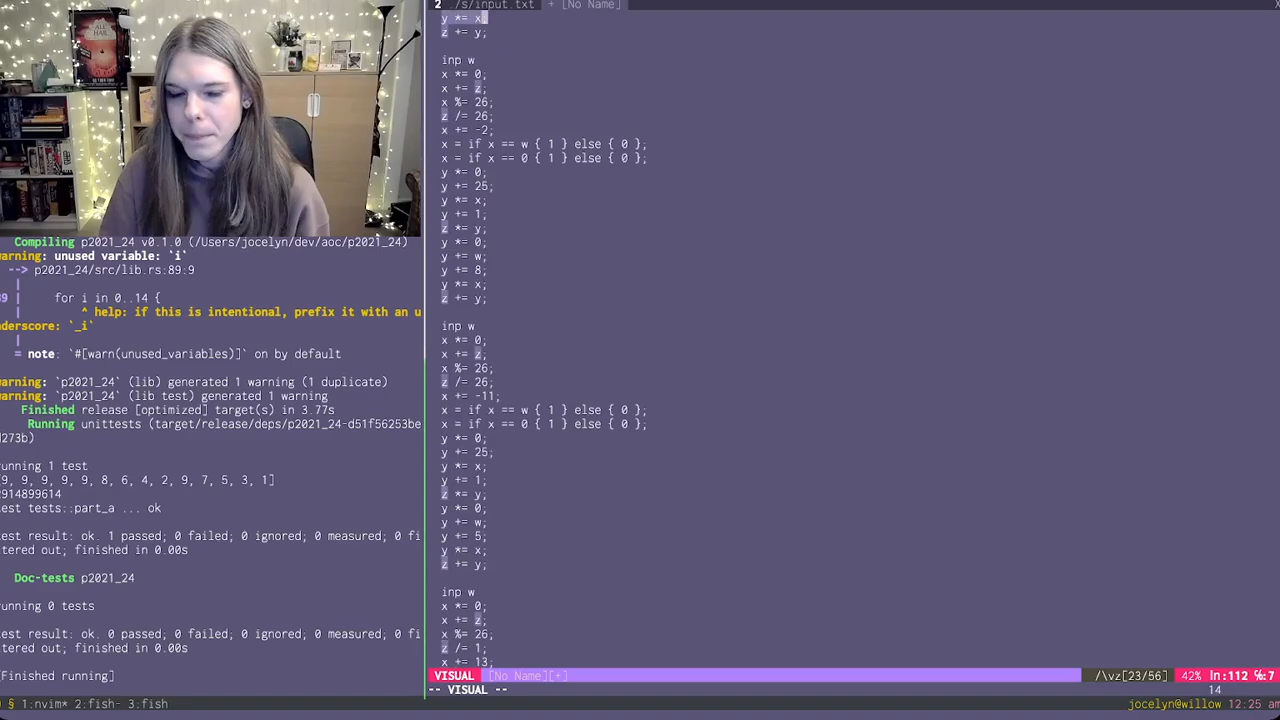 ALL HAIL
Compiling p2021_24 v0.1.0 (/Users/jocelyn/dev/aoc/p2021_24)
warning: unused variable: `i`
--> p2021_24/src/lib.rs:89:9
|
89 |     for i in 0..14 {
|         ^ help: if this is intentional, prefix it with an u
nderscore: `_i`
|
= note: `#[warn(unused_variables)]` on by default
warning: `p2021_24` (lib) generated 1 warning (1 duplicate)
warning: `p2021_24` (lib test) generated 1 warning
Finished release [optimized] target(s) in 3.77s
Running unittests (target/release/deps/p2021_24-d51f56253be
d273b)
running 1 test
[9, 9, 9, 9, 9, 8, 6, 4, 2, 9, 7, 5, 3, 1]
2914899614
test tests::part_a ... ok
test result: ok. 1 passed; 0 failed; 0 ignored; 0 measured; 0 fi
ltered out; finished in 0.00s
Doc-tests p2021_24
running 0 tests
test result: ok. 0 passed; 0 failed; 0 ignored; 0 measured; 0 fi
ltered out; finished in 0.00s
[Finished running]
2 ./s/input.txt  + [No Name]  X
y *= x;
z += y;
inp w
x *= 0;
x += z;
x %= 26;
z /= 26;
x += -2;
x = if x == w { 1 } else { 0 };
x = if x == 0 { 1 } else { 0 };
y *= 0;
y += 25;
y *= x;
y += 1;
z *= y;
y *= 0;
y += w;
y += 8;
y *= x;
z += y;
inp w
x *= 0;
x += z;
x %= 26;
z /= 26;
x += -11;
x = if x == w { 1 } else { 0 };
x = if x == 0 { 1 } else { 0 };
y *= 0;
y += 25;
y *= x;
y += 1;
z *= y;
y *= 0;
y += w;
y += 5;
y *= x;
z += y;
inp w
x *= 0;
x += z;
x %= 26;
z /= 1;
x += 13;
VISUAL [No Name][+] /\vz[23/56] 42% ln:112 ℅:7
-- VISUAL -- 14
§ 1:nvim* 2:fish- 3:fish jocelyn@willow 12:25 am